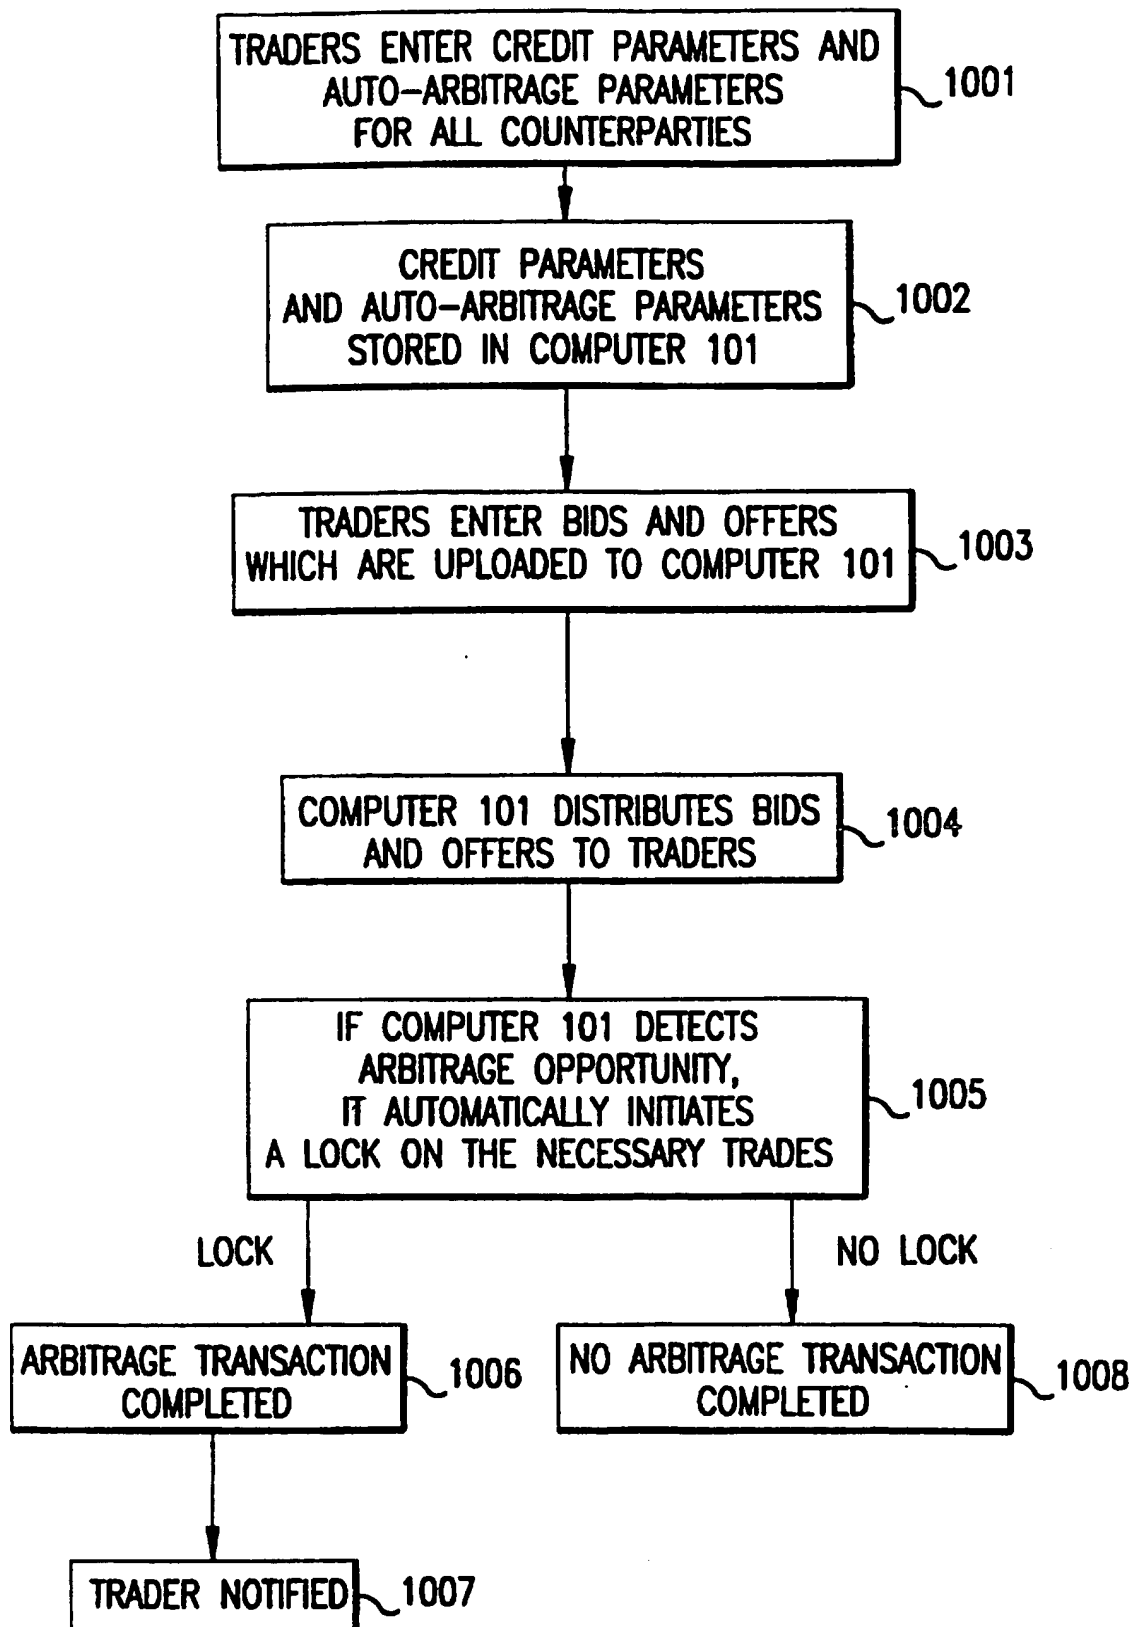 TRADERS ENTER CREDIT PARAMETERS AND
AUTO-ARBITRAGE PARAMETERS
FOR ALL COUNTERPARTIES
1001
CREDIT PARAMETERS
AND AUTO-ARBITRAGE PARAMETERS
STORED IN COMPUTER 101
1002
TRADERS ENTER BIDS AND OFFERS
WHICH ARE UPLOADED TO COMPUTER 101
1003
COMPUTER 101 DISTRIBUTES BIDS
AND OFFERS TO TRADERS
1004
IF COMPUTER 101 DETECTS
ARBITRAGE OPPORTUNITY,
IT AUTOMATICALLY INITIATES
A LOCK ON THE NECESSARY TRADES
1005
LOCK
NO LOCK
ARBITRAGE TRANSACTION
COMPLETED
1006
NO ARBITRAGE TRANSACTION
COMPLETED
1008
TRADER NOTIFIED
1007